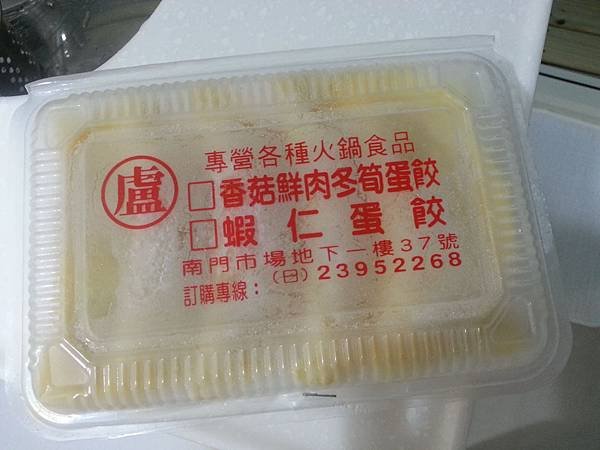 專營各種火鍋食品
盧
□香菇鮮肉冬筍蛋餃
□蝦仁蛋餃
南門市場地下一樓37號
訂購專線：(日)23952268